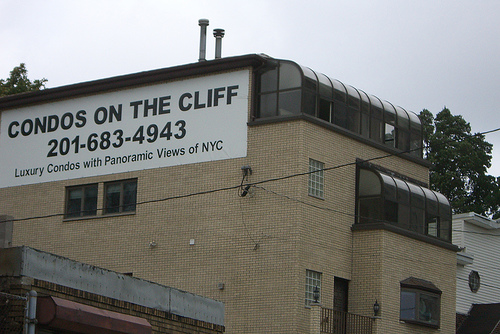 CONDOS ON THE CLIFF
201-683-4943
Luxury Condos with Panoramic Views of NYC